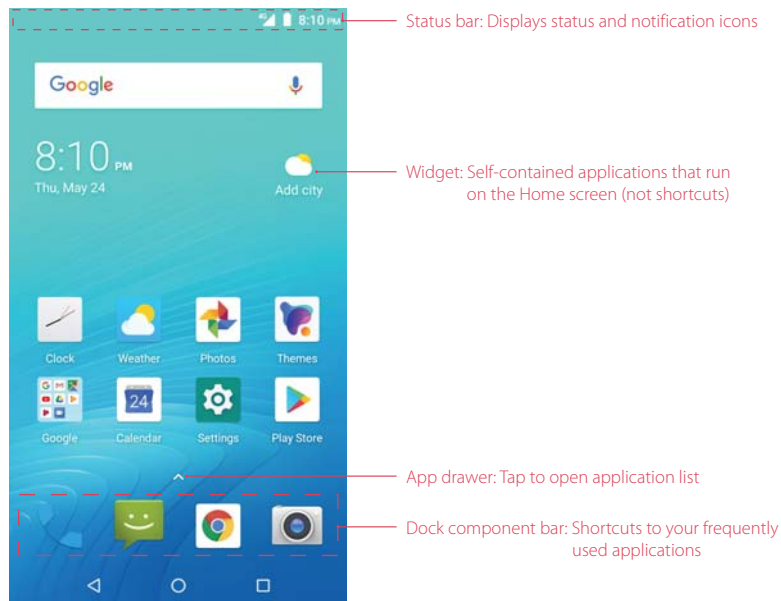 4G 8:10 PM
Status bar: Displays status and notification icons
Google
8:10 PM
Thu, May 24
Add city
Widget: Self-contained applications that run
on the Home screen (not shortcuts)
Clock Weather Photos Themes
24
Google Calendar Settings Play Store
App drawer: Tap to open application list
Dock component bar: Shortcuts to your frequently
used applications